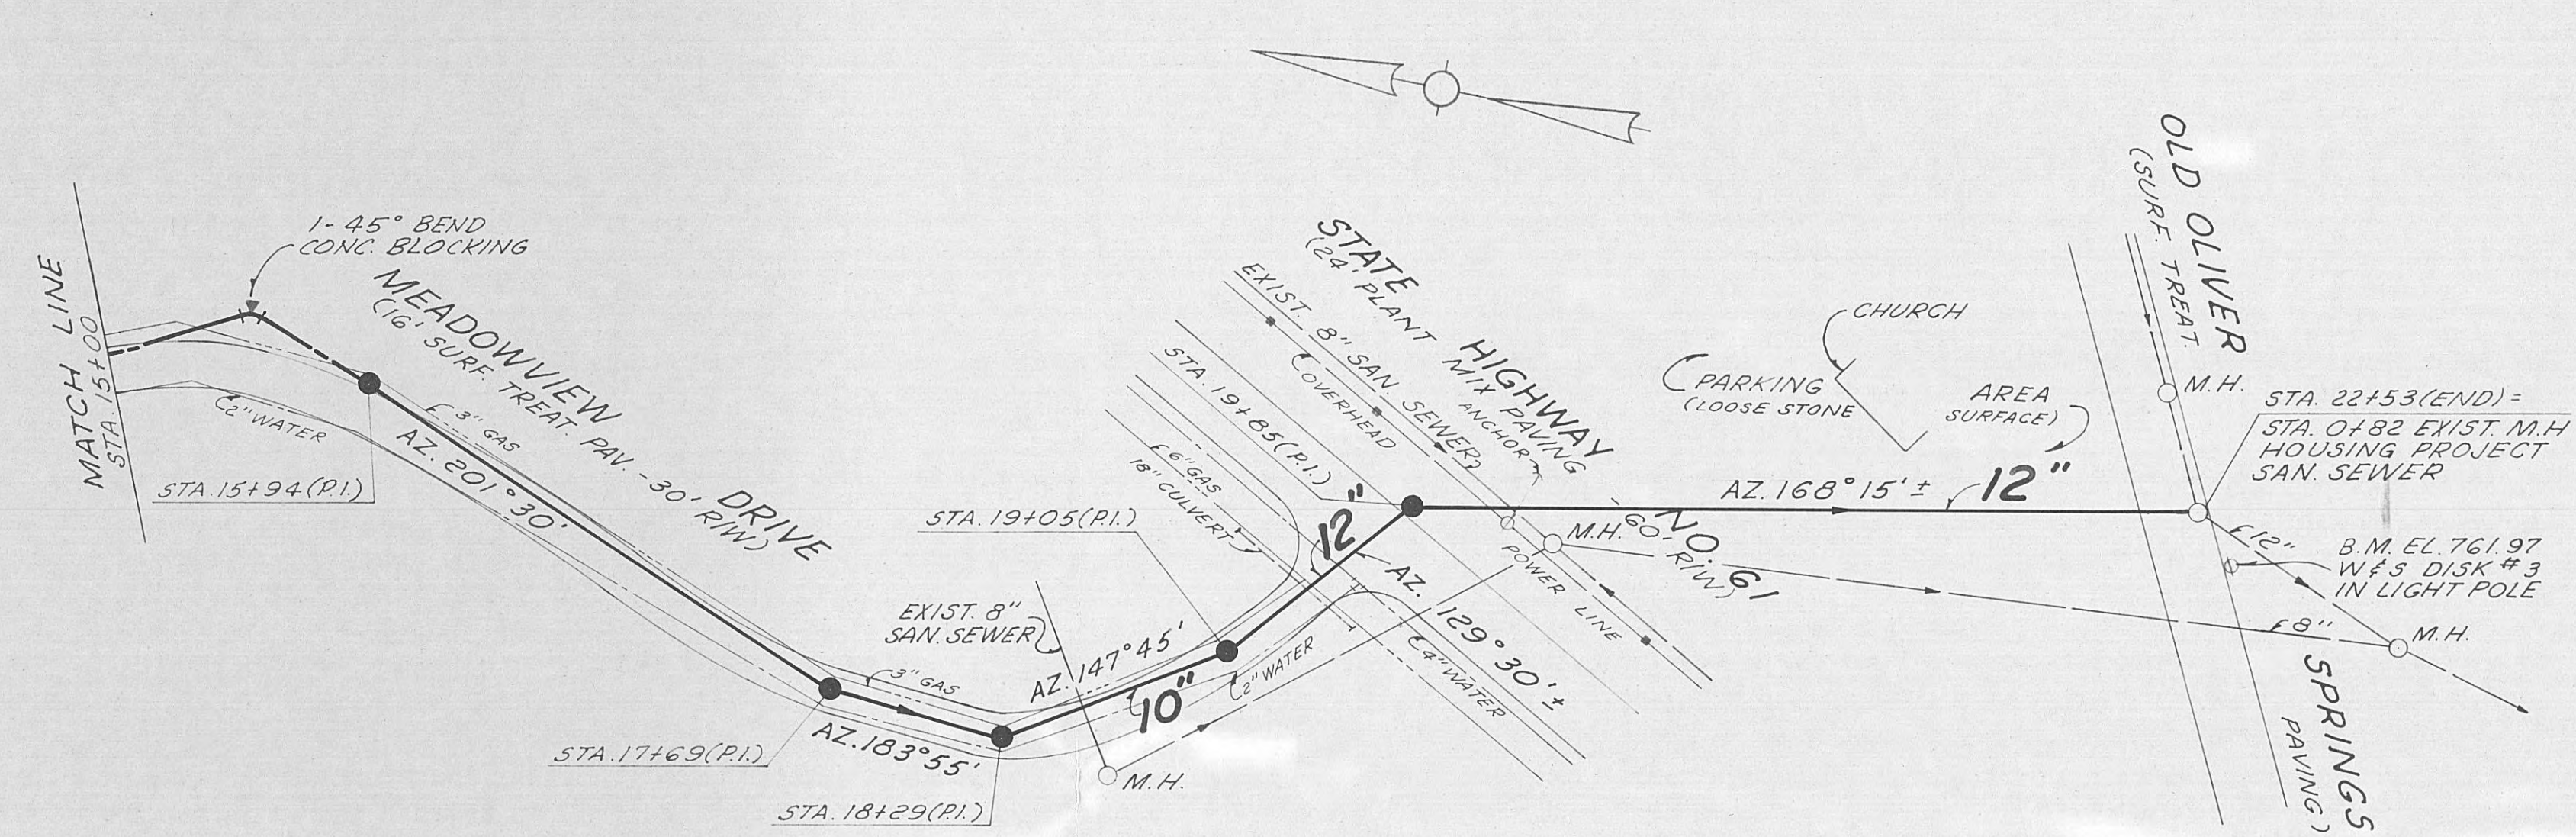 MATCH LINE
STA. 15+00
1-45° BEND
CONC. BLOCKING
MEADOWVIEW DRIVE
(16' SURF. TREAT. PAV. -30' R/W)
2" WATER
3" GAS
AZ. 201° 30'
STA. 15+94 (P.I.)
STA. 17+69 (P.I.)
3" GAS
AZ. 183° 55'
STA. 18+29 (P.I.)
EXIST. 8"
SAN. SEWER
AZ. 147° 45'
10"
M.H.
STA. 19+05 (P.I.)
2" WATER
6" GAS
18" CULVERT
12"
AZ. 129° 30' ±
4" WATER
STA. 19+85 (P.I.)
EXIST. 8" SAN. SEWER
OVERHEAD POWER LINE
ANCHOR
STATE HIGHWAY NO. 61
(24' PLANT MIX PAVING - 60' R/W)
M.H.
CHURCH
PARKING AREA
(LOOSE STONE SURFACE)
AZ. 168° 15' ±
12"
OLD OLIVER SPRINGS
(SURF. TREAT. PAVING)
M.H.
STA. 22+53 (END) =
STA. 0+82 EXIST. M.H
HOUSING PROJECT
SAN. SEWER
12"
B.M. EL. 761.97
W & S DISK #3
IN LIGHT POLE
8"
M.H.